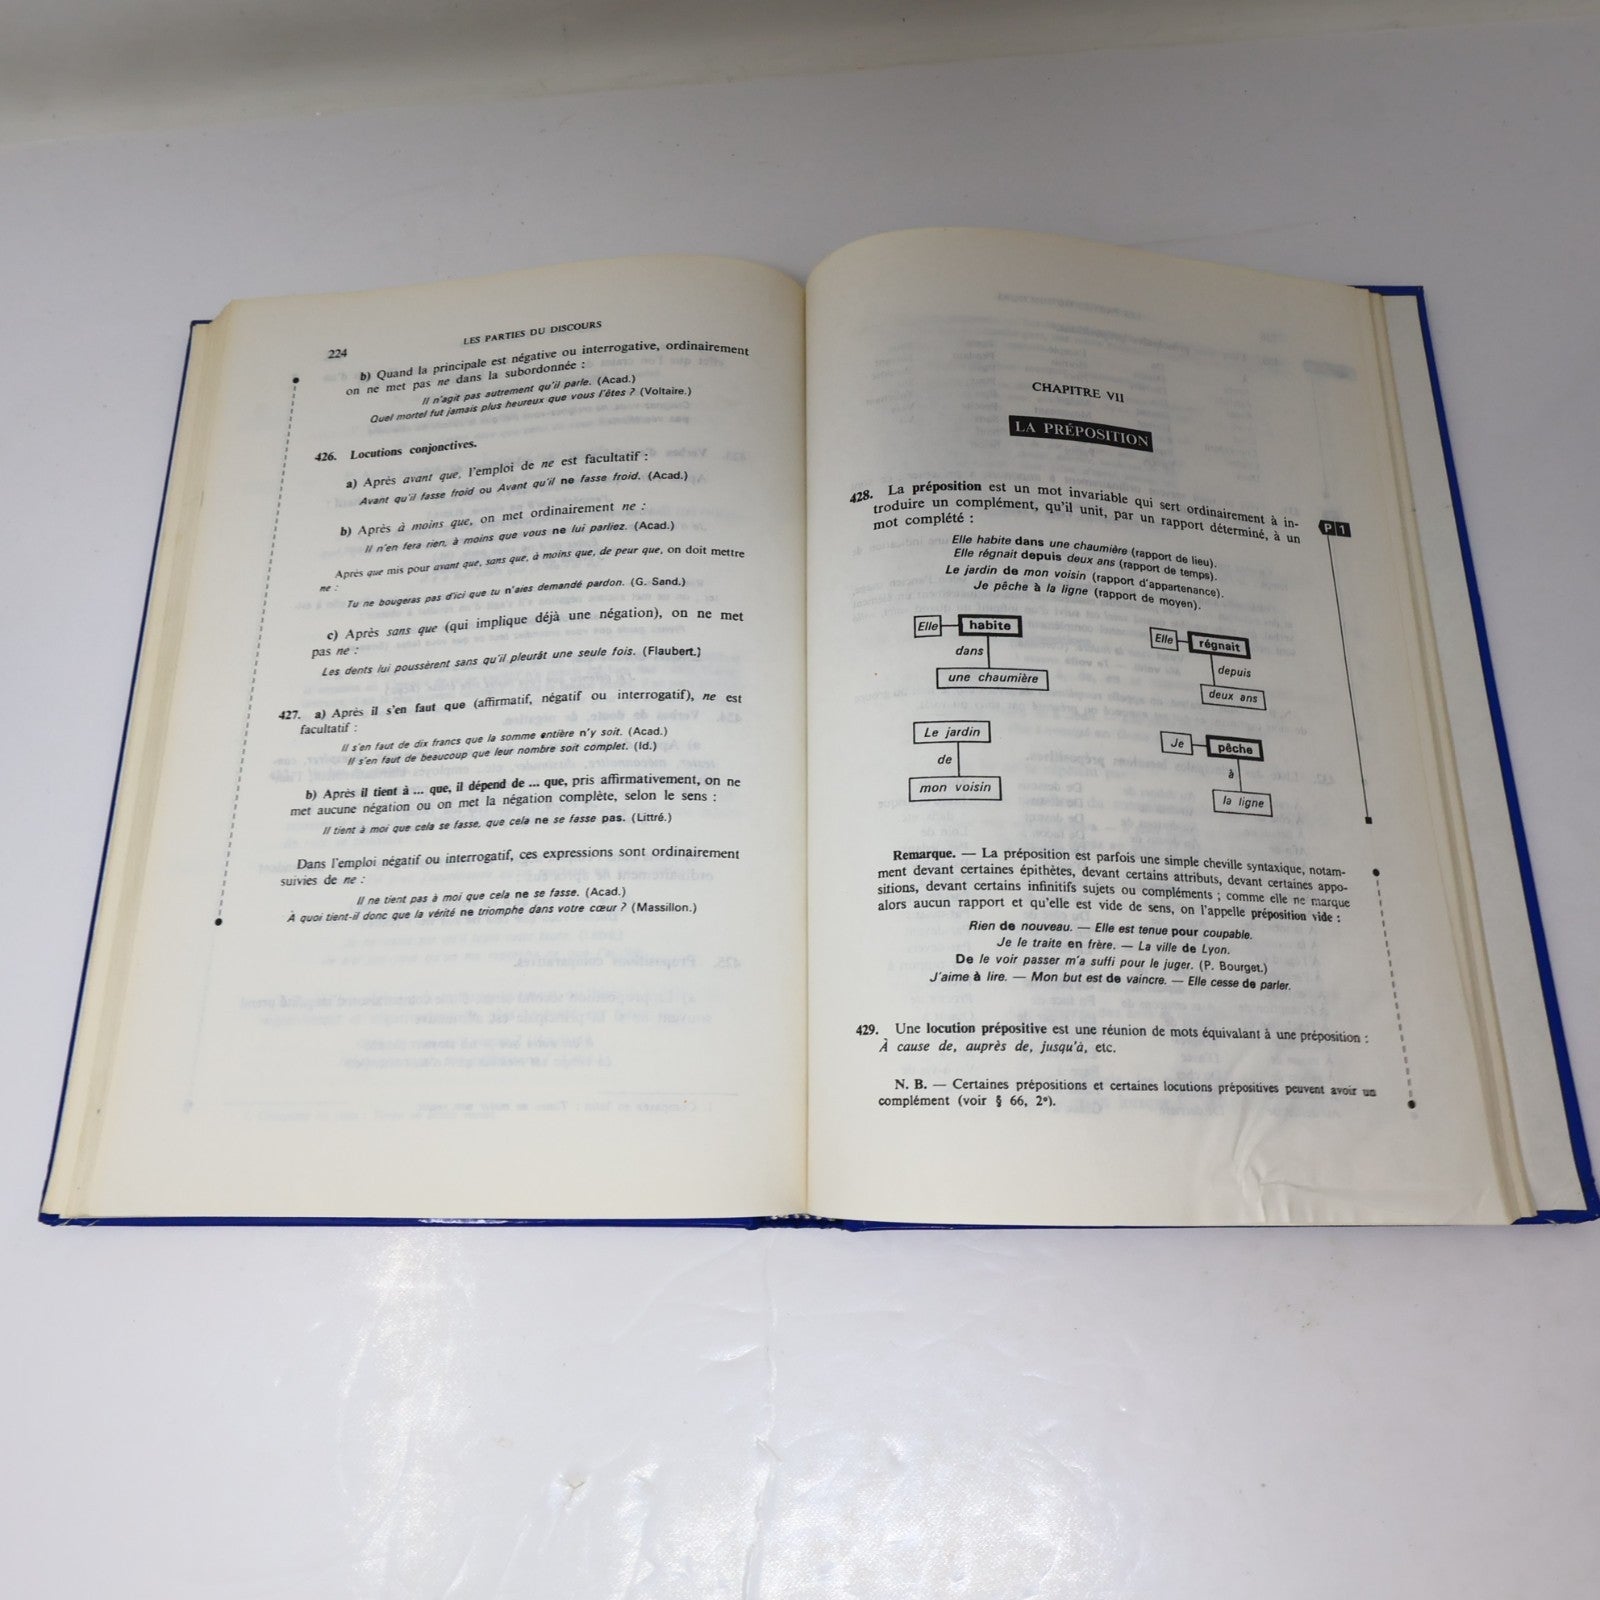 224
LES PARTIES DU DISCOURS
b) Quand la principale est négative ou interrogative, ordinairement
on ne met pas ne dans la subordonnée :
Il n'agit pas autrement qu'il parle. (Acad.)
Quel mortel fut jamais plus heureux que vous l'êtes ? (Voltaire.)
426. Locutions conjonctives.
a) Après avant que, l'emploi de ne est facultatif :
Avant qu'il fasse froid ou Avant qu'il ne fasse froid. (Acad.)
b) Après à moins que, on met ordinairement ne :
Il n'en fera rien, à moins que vous ne lui parliez. (Acad.)
Après que mis pour avant que, sans que, à moins que, de peur que, on doit mettre
ne :
Tu ne bougeras pas d'ici que tu n'aies demandé pardon. (G. Sand.)
c) Après sans que (qui implique déjà une négation), on ne met
pas ne :
Les dents lui poussèrent sans qu'il pleurât une seule fois. (Flaubert.)
427. a) Après il s'en faut que (affirmatif, négatif ou interrogatif), ne est
facultatif :
Il s'en faut de dix francs que la somme entière n'y soit. (Acad.)
Il s'en faut de beaucoup que leur nombre soit complet. (Id.)
b) Après il tient à ... que, il dépend de ... que, pris affirmativement, on ne
met aucune négation ou on met la négation complète, selon le sens :
Il tient à moi que cela se fasse, que cela ne se fasse pas. (Littré.)
Dans l'emploi négatif ou interrogatif, ces expressions sont ordinairement
suivies de ne :
Il ne tient pas à moi que cela ne se fasse. (Acad.)
À quoi tient-il donc que la vérité ne triomphe dans votre cœur ? (Massillon.)
CHAPITRE VII
LA PRÉPOSITION
428. La préposition est un mot invariable qui sert ordinairement à in-
troduire un complément, qu'il unit, par un rapport déterminé, à un
mot complété :
P 1
Elle habite dans une chaumière (rapport de lieu).
Elle régnait depuis deux ans (rapport de temps).
Le jardin de mon voisin (rapport d'appartenance).
Je pêche à la ligne (rapport de moyen).
Elle habite
dans
une chaumière
Elle régnait
depuis
deux ans
Le jardin
de
mon voisin
Je pêche
à
la ligne
Remarque. — La préposition est parfois une simple cheville syntaxique, notam-
ment devant certaines épithètes, devant certains attributs, devant certaines appo-
sitions, devant certains infinitifs sujets ou compléments ; comme elle ne marque
alors aucun rapport et qu'elle est vide de sens, on l'appelle préposition vide :
Rien de nouveau. — Elle est tenue pour coupable.
Je le traite en frère. — La ville de Lyon.
De le voir passer m'a suffi pour le juger. (P. Bourget.)
J'aime à lire. — Mon but est de vaincre. — Elle cesse de parler.
429. Une locution prépositive est une réunion de mots équivalant à une préposition :
À cause de, auprès de, jusqu'à, etc.
N. B. — Certaines prépositions et certaines locutions prépositives peuvent avoir un
complément (voir § 66, 2°).